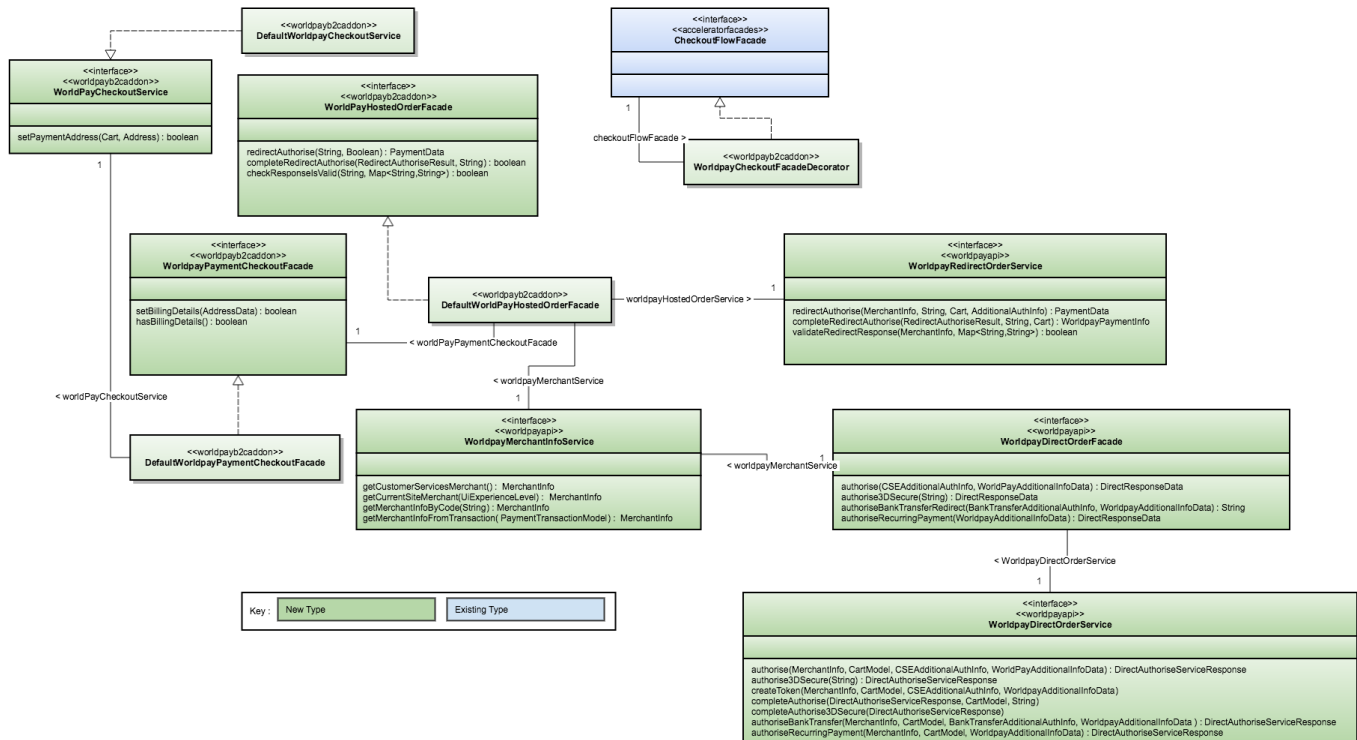 <<worldpayb2caddon>>
DefaultWorldpayCheckoutService
<<interface>>
<<acceleratorfacades>>
CheckoutFlowFacade
<<interface>>
<<worldpayb2caddon>>
WorldPayCheckoutService
setPaymentAddress(Cart, Address) : boolean
1
<<interface>>
<<worldpayb2caddon>>
WorldPayHostedOrderFacade
redirectAuthorise(String, Boolean) : PaymentData
completeRedirectAuthorise(RedirectAuthoriseResult, String) : boolean
checkResponseIsValid(String, Map<String,String>) : boolean
1
checkoutFlowFacade >
<<worldpayb2caddon>>
WorldpayCheckoutFacadeDecorator
<<interface>>
<<worldpayb2caddon>>
WorldpayPaymentCheckoutFacade
setBillingDetails(AddressData) : boolean
hasBillingDetails() : boolean
1
< worldPayPaymentCheckoutFacade
<<worldpayb2caddon>>
DefaultWorldPayHostedOrderFacade
worldpayHostedOrderService >
1
<<interface>>
<<worldpayapi>>
WorldpayRedirectOrderService
redirectAuthorise(MerchantInfo, String, Cart, AdditionalAuthInfo) : PaymentData
completeRedirectAuthorise(RedirectAuthoriseResult, String, Cart) : WorldpayPaymentInfo
validateRedirectResponse(MerchantInfo, Map<String,String>) : boolean
< worldpayMerchantService
1
< worldPayCheckoutService
<<worldpayb2caddon>>
DefaultWorldpayPaymentCheckoutFacade
<<interface>>
<<worldpayapi>>
WorldpayMerchantInfoService
getCustomerServicesMerchant() : MerchantInfo
getCurrentSiteMerchant(UiExperienceLevel) : MerchantInfo
getMerchantInfoByCode(String) : MerchantInfo
getMerchantInfoFromTransaction( PaymentTransactionModel) : MerchantInfo
1
< worldpayMerchantService
<<interface>>
<<worldpayapi>>
WorldpayDirectOrderFacade
authorise(CSEAdditionalAuthInfo, WorldPayAdditionalInfoData) : DirectResponseData
authorise3DSecure(String) : DirectResponseData
authoriseBankTransferRedirect(BankTransferAdditionalAuthInfo, WorldpayAdditionalInfoData) : String
authoriseRecurringPayment(WorldpayAdditionalInfoData) : DirectResponseData
< WorldpayDirectOrderService
1
Key :
New Type
Existing Type
<<interface>>
<<worldpayapi>>
WorldpayDirectOrderService
authorise(MerchantInfo, CartModel, CSEAdditionalAuthInfo, WorldPayAdditionalInfoData) : DirectAuthoriseServiceResponse
authorise3DSecure(String) : DirectAuthoriseServiceResponse
createToken(MerchantInfo, CartModel, CSEAdditionalAuthInfo, WorldpayAdditionalInfoData)
completeAuthorise(DirectAuthoriseServiceResponse, CartModel, String)
completeAuthorise3DSecure(DirectAuthoriseServiceResponse)
authoriseBankTransfer(MerchantInfo, CartModel, BankTransferAdditionalAuthInfo, WorldpayAdditionalInfoData ) : DirectAuthoriseServiceResponse
authoriseRecurringPayment(MerchantInfo, CartModel, WorldpayAdditionalInfoData) : DirectAuthoriseServiceResponse